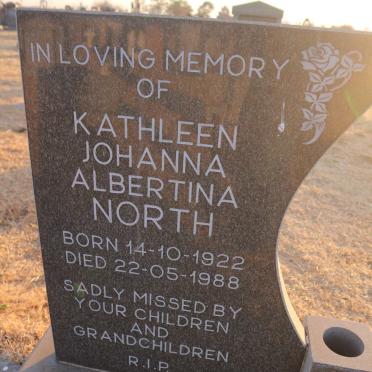 IN LOVING MEMORY
OF
KATHLEEN
JOHANNA
ALBERTINA
NORTH
BORN 14-10-1922
DIED 22-05-1988
SADLY MISSED BY
YOUR CHILDREN
AND
GRANDCHILDREN
R.I.P.